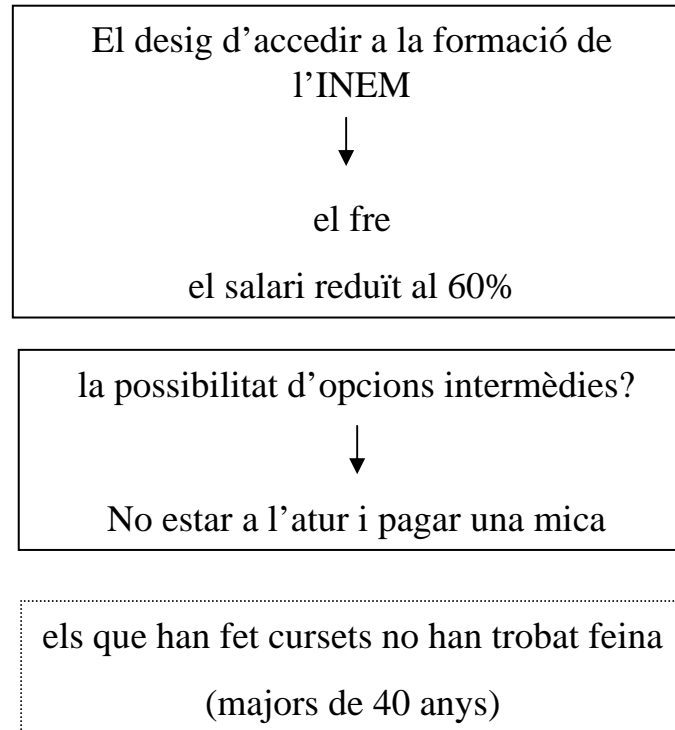 El desig d’accedir a la formació de
l’INEM
el fre
el salari reduït al 60%
la possibilitat d’opcions intermèdies?
No estar a l’atur i pagar una mica
els que han fet cursets no han trobat feina
(majors de 40 anys)